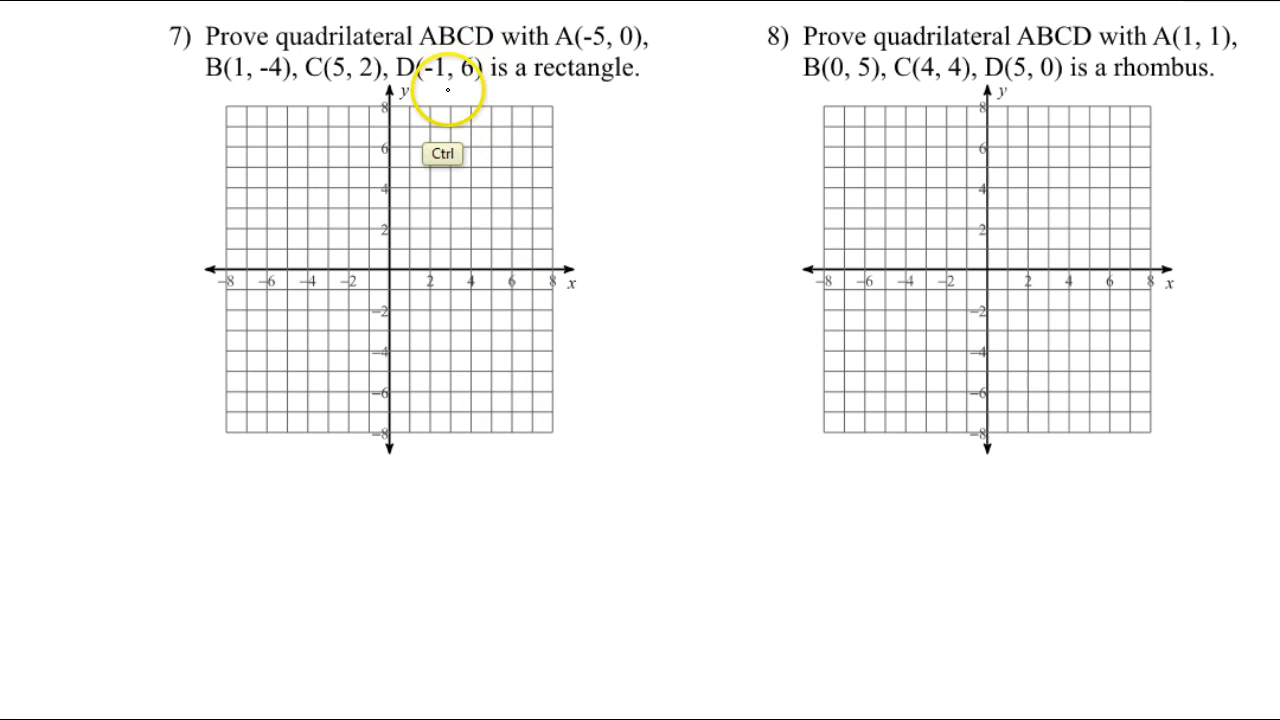 7) Prove quadrilateral ABCD with A(-5, 0),
B(1, -4), C(5, 2), D(-1, 6) is a rectangle.
y
8
6
4
2
-8 -6 -4 -2 2 4 6 8 x
-2
-4
-6
-8
Ctrl
8) Prove quadrilateral ABCD with A(1, 1),
B(0, 5), C(4, 4), D(5, 0) is a rhombus.
y
8
6
4
2
-8 -6 -4 -2 2 4 6 8 x
-2
-4
-6
-8